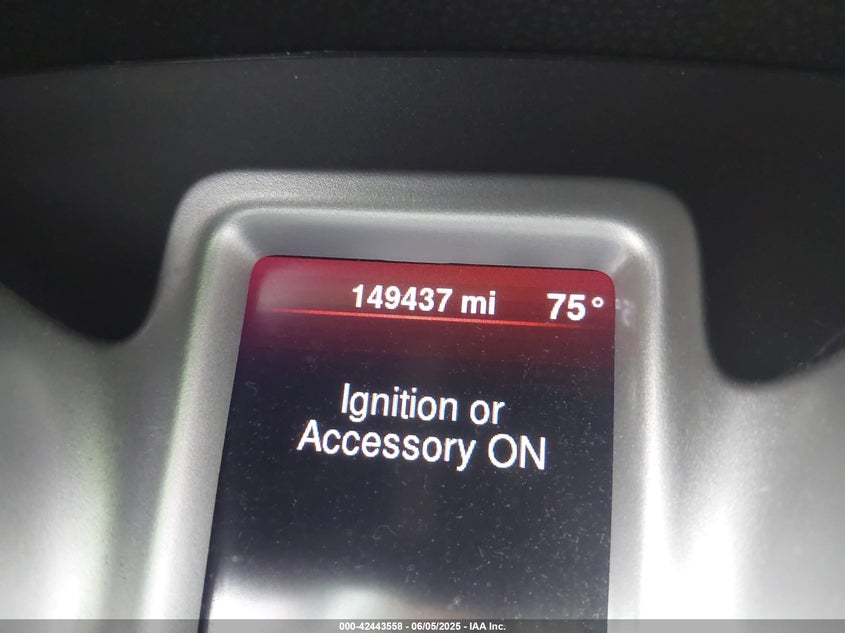 149437 mi 75°
Ignition or
Accessory ON
000-42443558 - 06/05/2025 - IAA Inc.